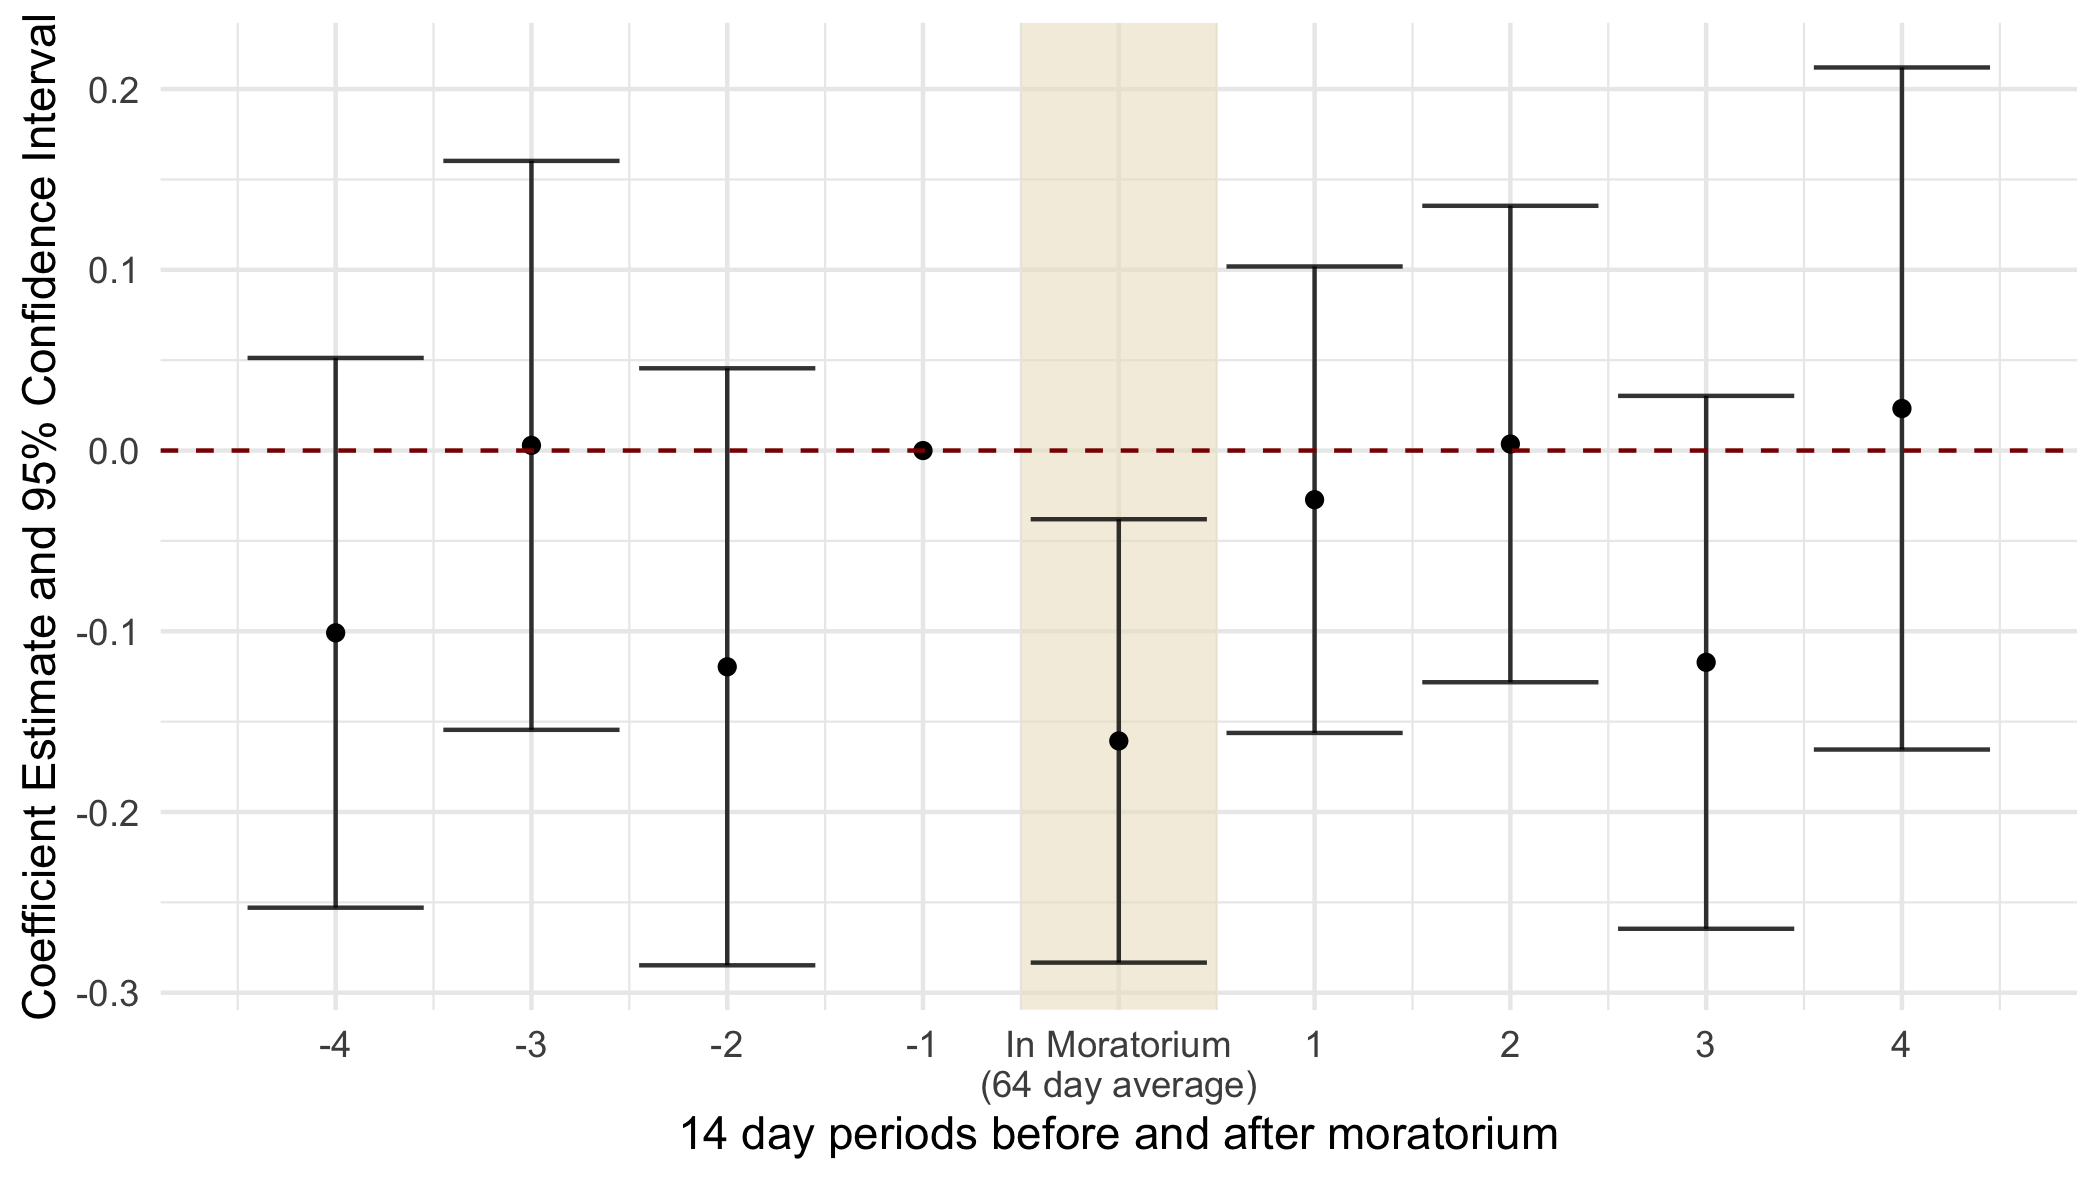 Coefficient Estimate and 95% Confidence Interval
0.2
0.1
0.0
-0.1
-0.2
-0.3
-4 -3 -2 -1 In Moratorium 1 2 3 4
(64 day average)
14 day periods before and after moratorium